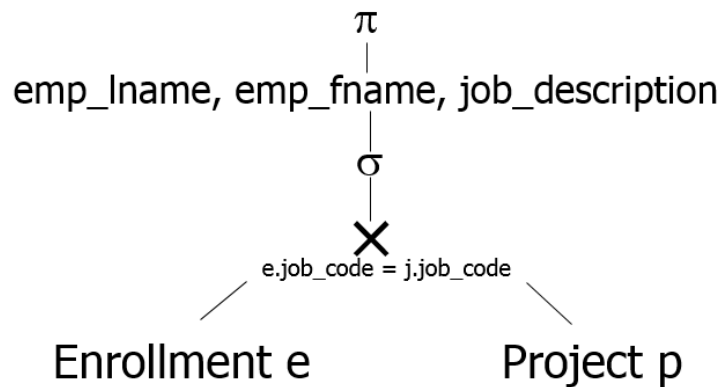 π
emp_lname, emp_fname, job_description
σ
×
e.job_code = j.job_code
Enrollment e Project p